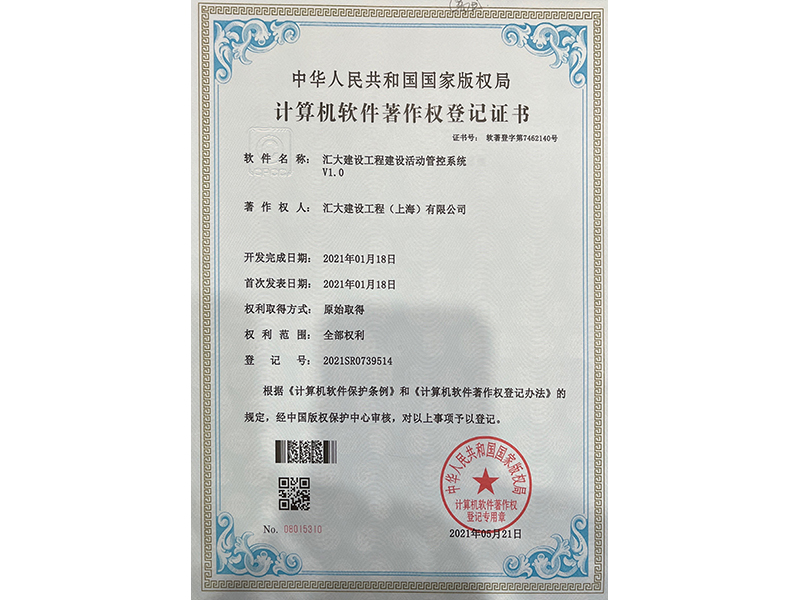 中华人民共和国国家版权局
计算机软件著作权登记证书
证书号： 软著登字第7462140号
软件名称： 汇大建设工程建设活动管控系统
V1.0
著作权人： 汇大建设工程（上海）有限公司
开发完成日期： 2021年01月18日
首次发表日期： 2021年01月18日
权利取得方式： 原始取得
权利范围： 全部权利
登记号： 2021SR0739514
根据《计算机软件保护条例》和《计算机软件著作权登记办法》的
规定，经中国版权保护中心审核，对以上事项予以登记。
中华人民共和国国家版权局
计算机软件著作权
登记专用章
No. 08015310
2021年05月21日